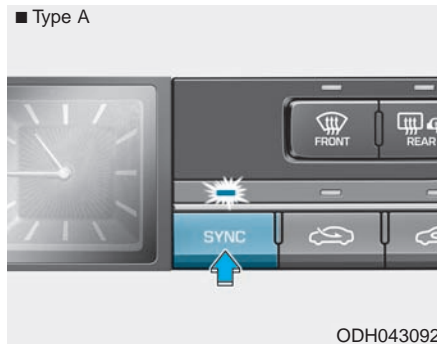 ■ Type A
FRONT
REAR
SYNC
ODH043092